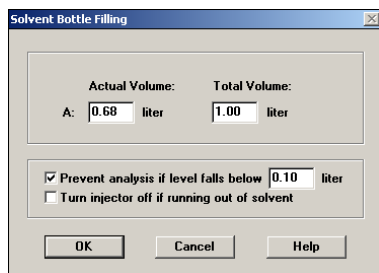 Solvent Bottle Filling
Actual Volume: Total Volume:
A: 0.68 liter 1.00 liter
Prevent analysis if level falls below 0.10 liter
Turn injector off if running out of solvent
OK Cancel Help